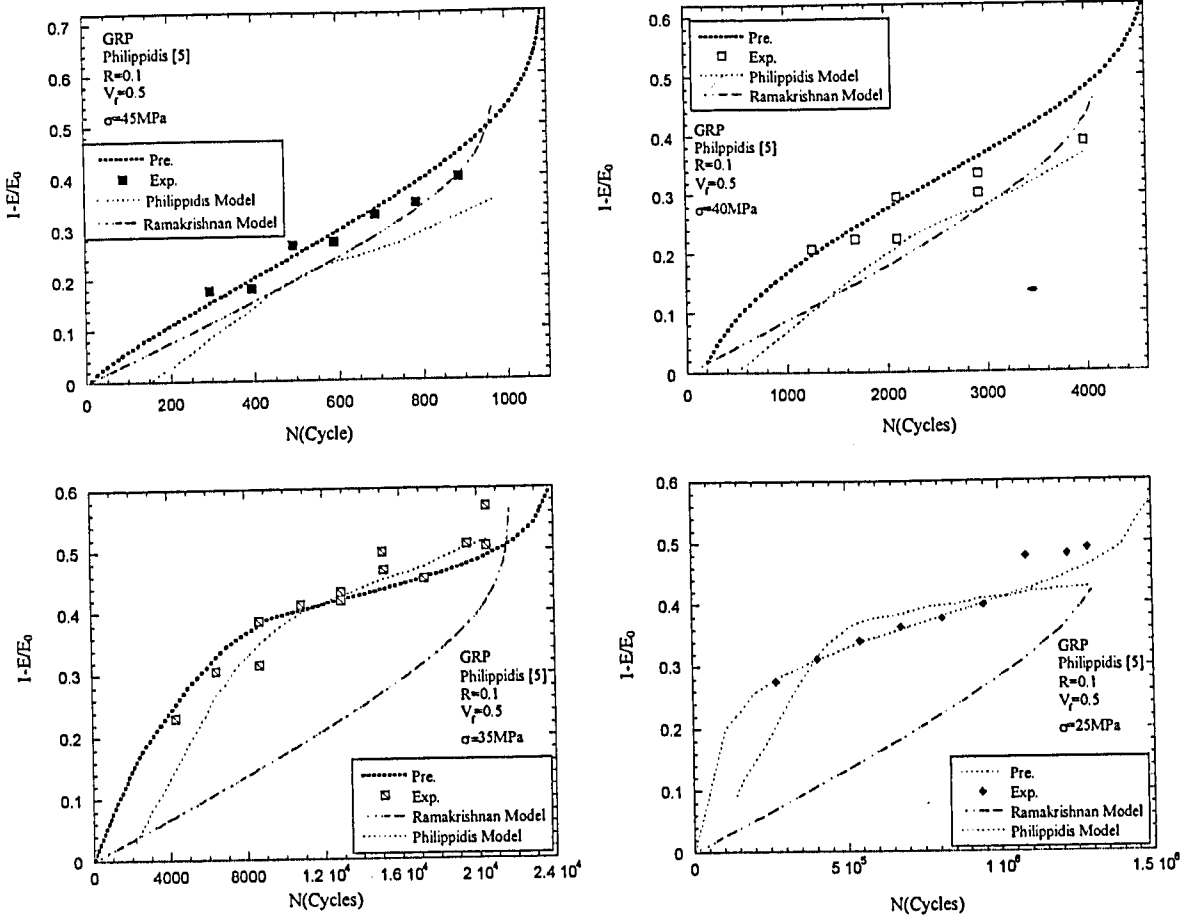 0.7
0.6
0.5
0.4
0.3
0.2
0.1
0
1-E/E0
GRP
Philippidis [5]
R=0.1
Vf=0.5
σ=45MPa
Pre.
Exp.
Philippidis Model
Ramakrishnan Model
0 200 400 600 800 1000
N(Cycle)
0.6
0.5
0.4
0.3
0.2
0.1
0
1-E/E0
Pre.
Exp.
Philippidis Model
Ramakrishnan Model
GRP
Philppidis [5]
R=0.1
Vf=0.5
σ=40MPa
0 1000 2000 3000 4000
N(Cycles)
0.6
0.5
0.4
0.3
0.2
0.1
0
1-E/E0
GRP
Philippidis [5]
R=0.1
Vf=0.5
σ=35MPa
Pre.
Exp.
Ramakrishnan Model
Philippidis Model
0 4000 8000 1.2 10⁴ 1.6 10⁴ 2 10⁴ 2.4 10⁴
N(Cycles)
0.6
0.5
0.4
0.3
0.2
0.1
0
1-E/E0
GRP
Philippidis [5]
R=0.1
Vf=0.5
σ=25MPa
Pre.
Exp.
Ramakrishnan Model
Philippidis Model
0 5 10⁵ 1 10⁶ 1.5 10⁶
N(Cycles)